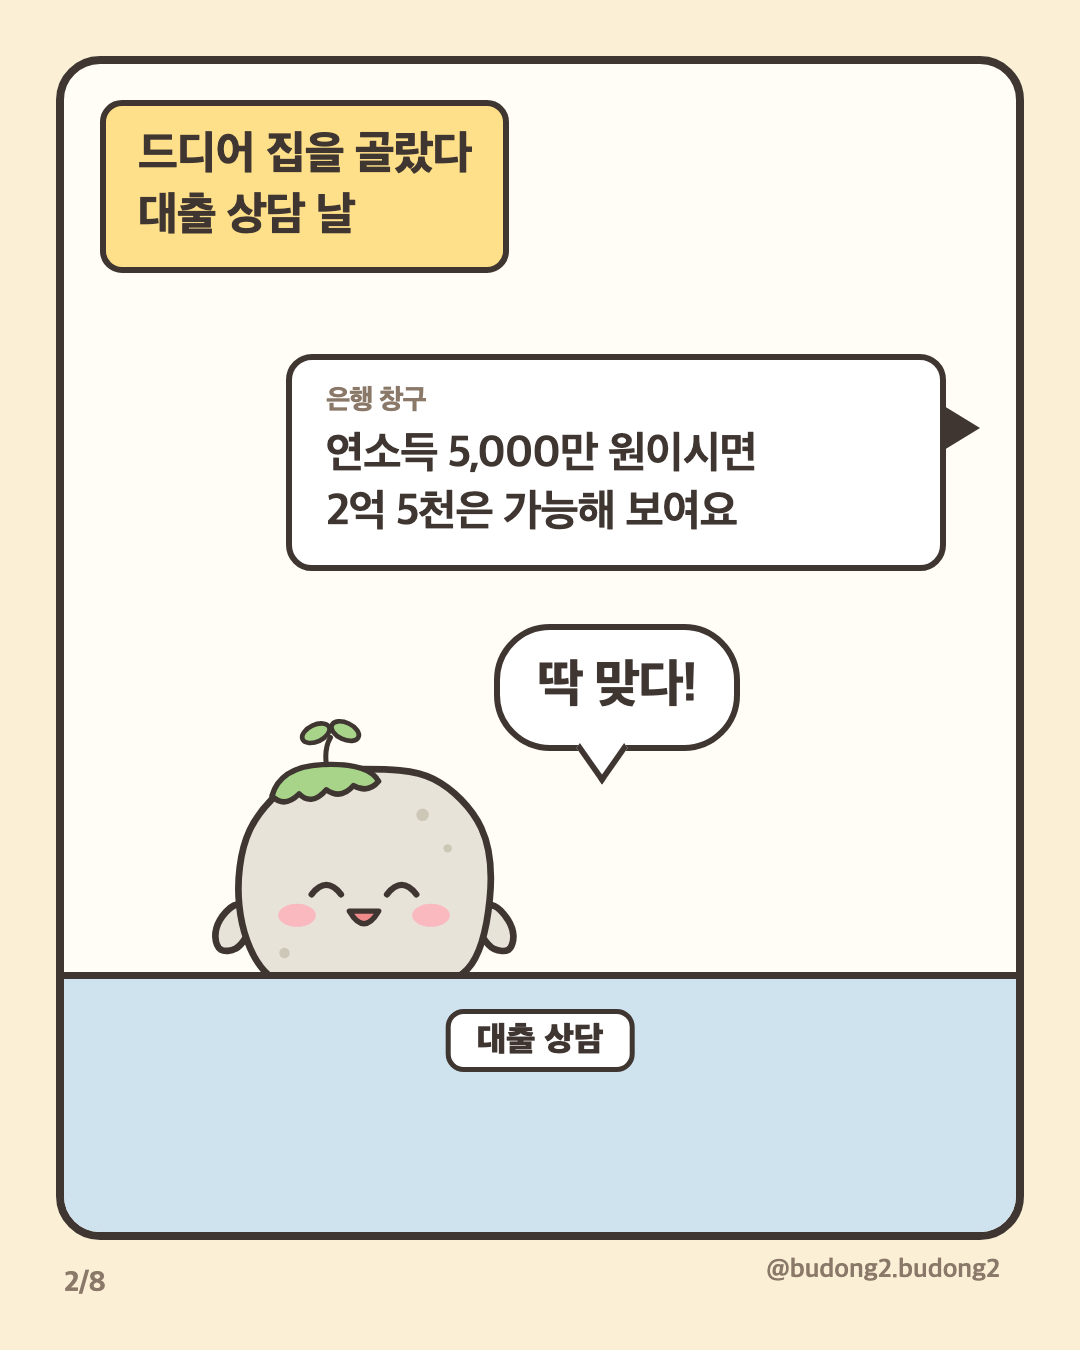 드디어 집을 골랐다
대출 상담 날
은행 창구
연소득 5,000만 원이시면
2억 5천은 가능해 보여요
딱 맞다!
대출 상담
2/8
@budong2.budong2